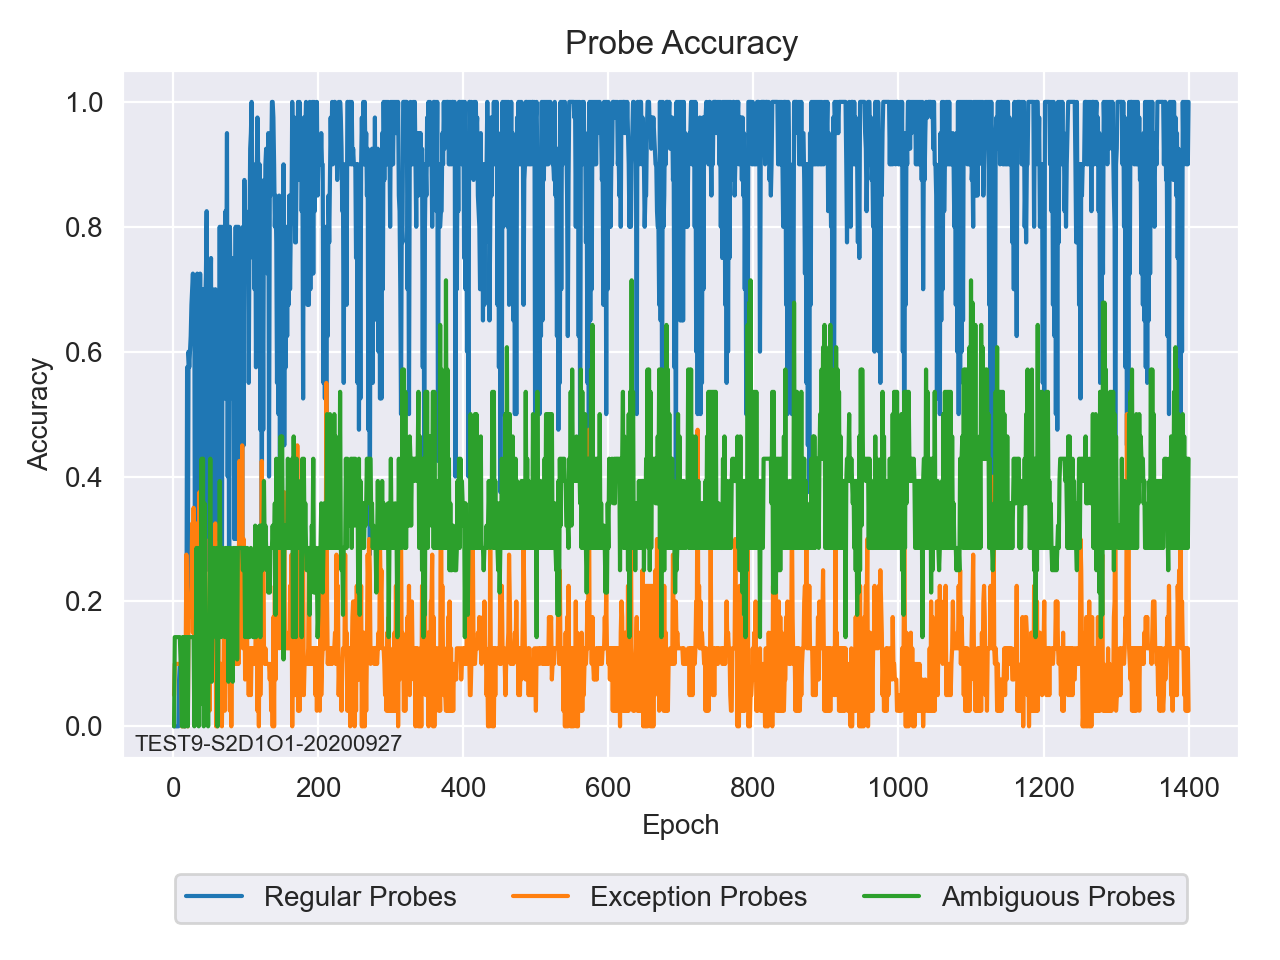 Probe Accuracy
1.0
0.8
0.6
0.4
0.2
0.0
Accuracy
TEST9-S2D1O1-20200927
0 200 400 600 800 1000 1200 1400
Epoch
Regular Probes Exception Probes Ambiguous Probes